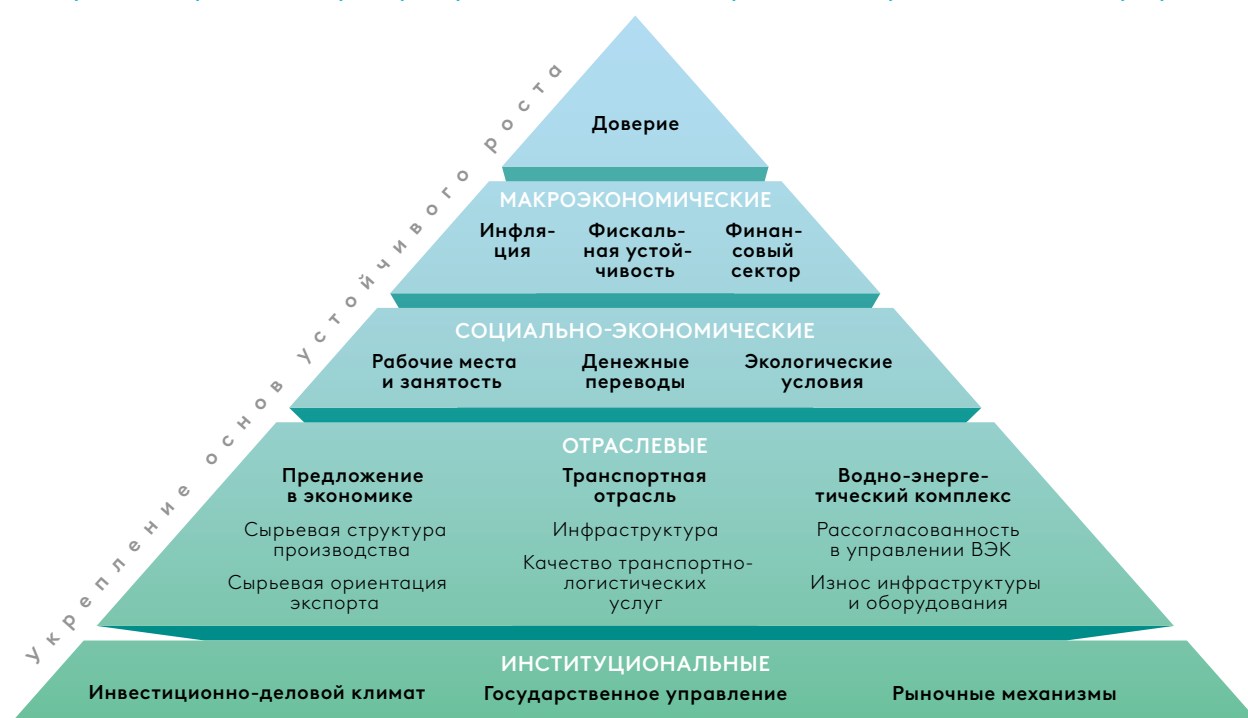 Доверие
Укрепление основ устойчивого роста
МАКРОЭКОНОМИЧЕСКИЕ
Инфля-
ция
Фискаль-
ная устой-
чивость
Финан-
совый
сектор
СОЦИАЛЬНО-ЭКОНОМИЧЕСКИЕ
Рабочие места
и занятость
Денежные
переводы
Экологические
условия
ОТРАСЛЕВЫЕ
Предложение
в экономике
Сырьевая структура
производства
Сырьевая ориентация
экспорта
Транспортная
отрасль
Инфраструктура
Качество транспортно-
логистических
услуг
Водно-энерге-
тический комплекс
Рассогласованность
в управлении ВЭК
Износ инфраструктуры
и оборудования
ИНСТИТУЦИОНАЛЬНЫЕ
Инвестиционно-деловой климат
Государственное управление
Рыночные механизмы